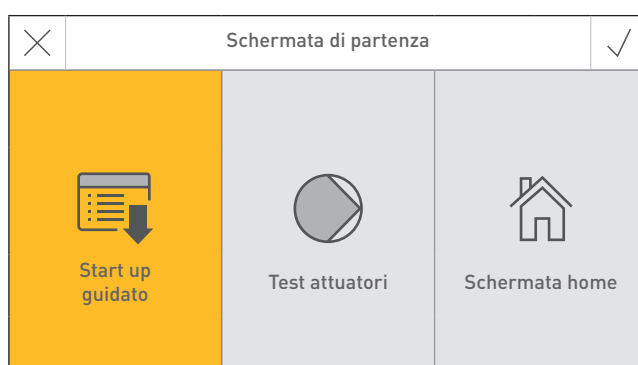 Schermata di partenza
Start up
guidato
Test attuatori
Schermata home